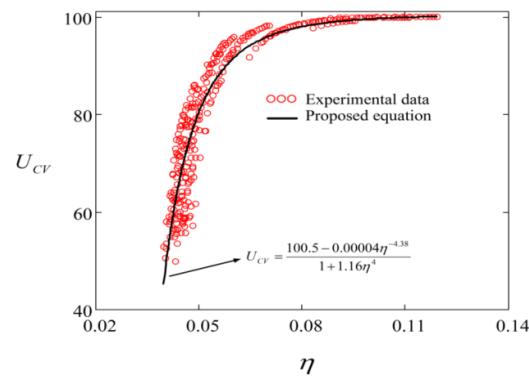 100
80
60
40
U_CV
Experimental data
Proposed equation
U_CV = (100.5 − 0.00004η^−4.38) / (1 + 1.16η^4)
0.02 0.05 0.08 0.11 0.14
η